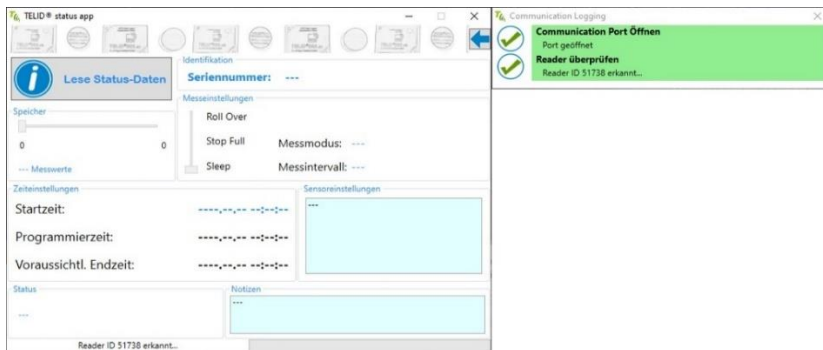 TELID® status app
Identifikation
Lese Status-Daten
Seriennummer: ---
Speicher
0 0
--- Messwerte
Messeinstellungen
Roll Over
Stop Full
Sleep
Messmodus: ---
Messintervall: ---
Zeiteinstellungen
Startzeit: ----.--.-- --:--:--
Programmierzeit: ----.--.-- --:--:--
Voraussichtl. Endzeit: ----.--.-- --:--:--
Sensoreinstellungen
---
Status
---
Notizen
---
Reader ID 51738 erkannt...
Communication Logging
Communication Port Öffnen
Port geöffnet
Reader überprüfen
Reader ID 51738 erkannt...